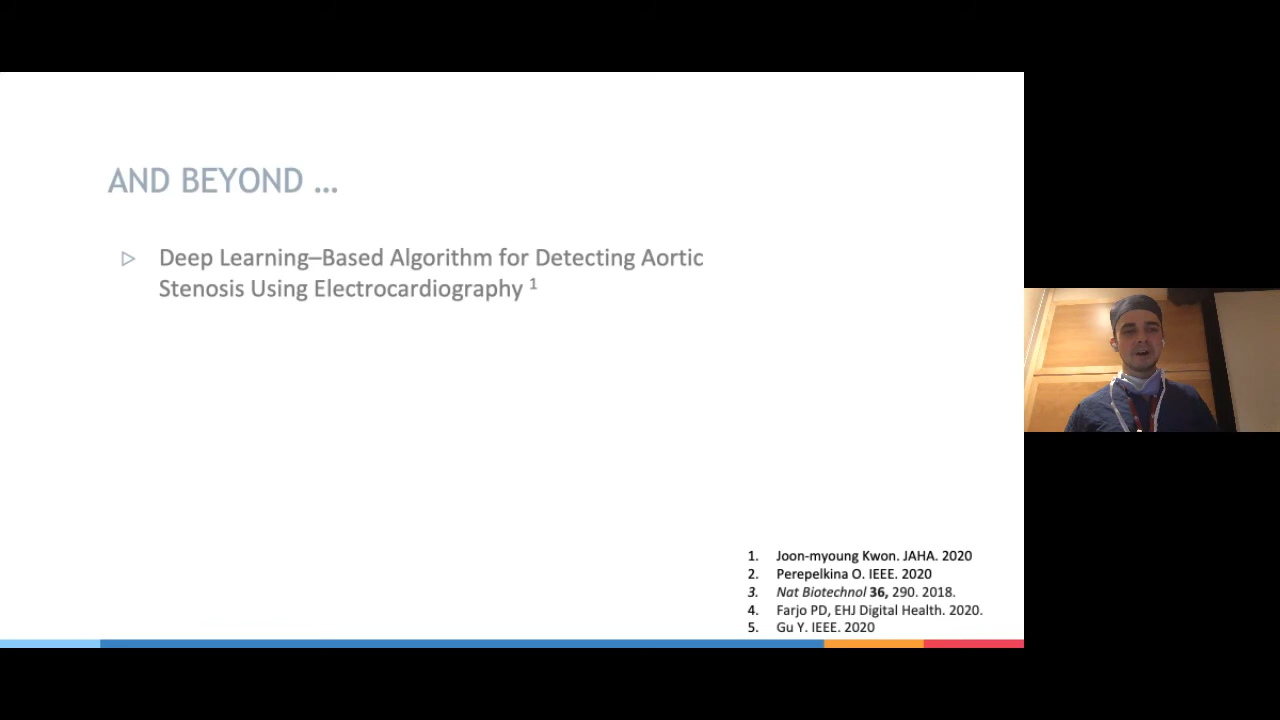 AND BEYOND ...
▷ Deep Learning–Based Algorithm for Detecting Aortic
Stenosis Using Electrocardiography 1
1. Joon-myoung Kwon. JAHA. 2020
2. Perepelkina O. IEEE. 2020
3. Nat Biotechnol 36, 290. 2018.
4. Farjo PD, EHJ Digital Health. 2020.
5. Gu Y. IEEE. 2020